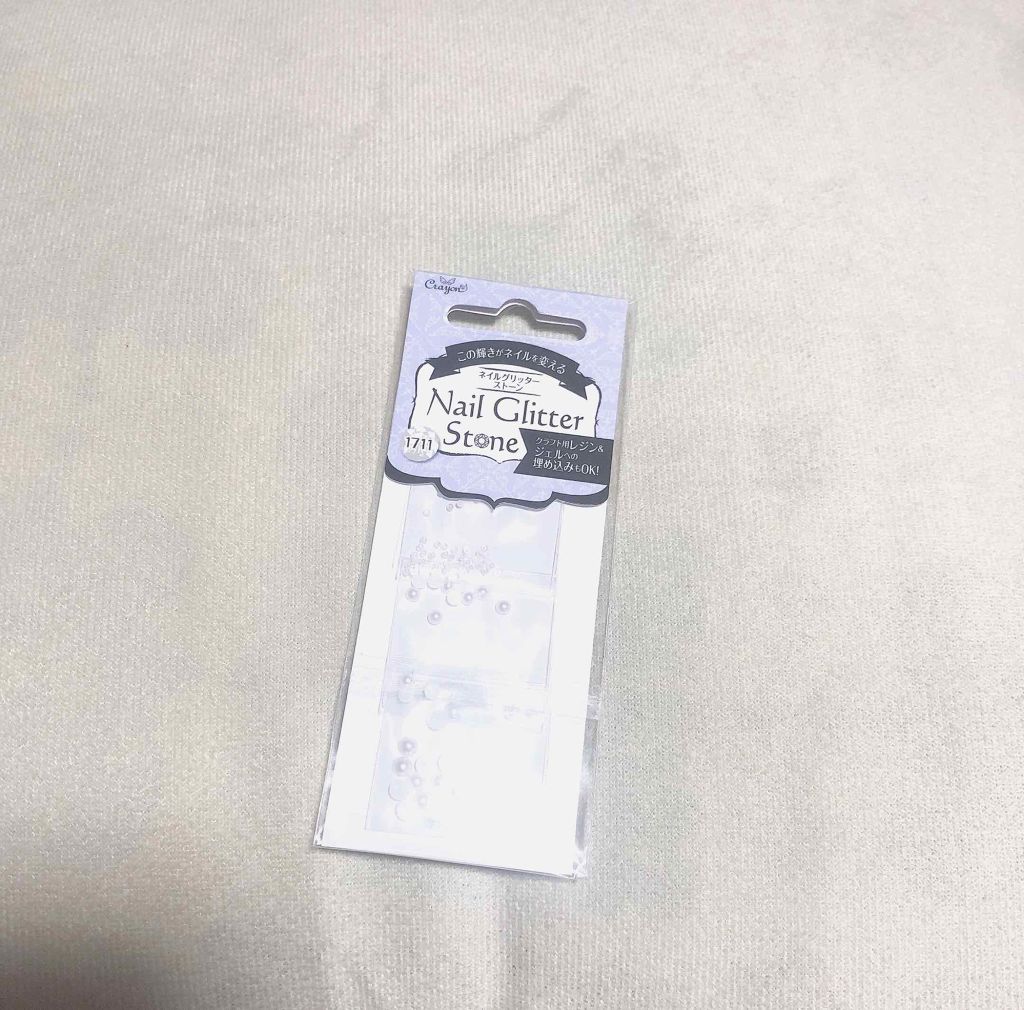 Crayon
この輝きがネイルを変える
ネイルグリッター
ストーン
Nail Glitter
Stone
1711
クラフト用レジン&
ジェルへの
埋め込みもOK!